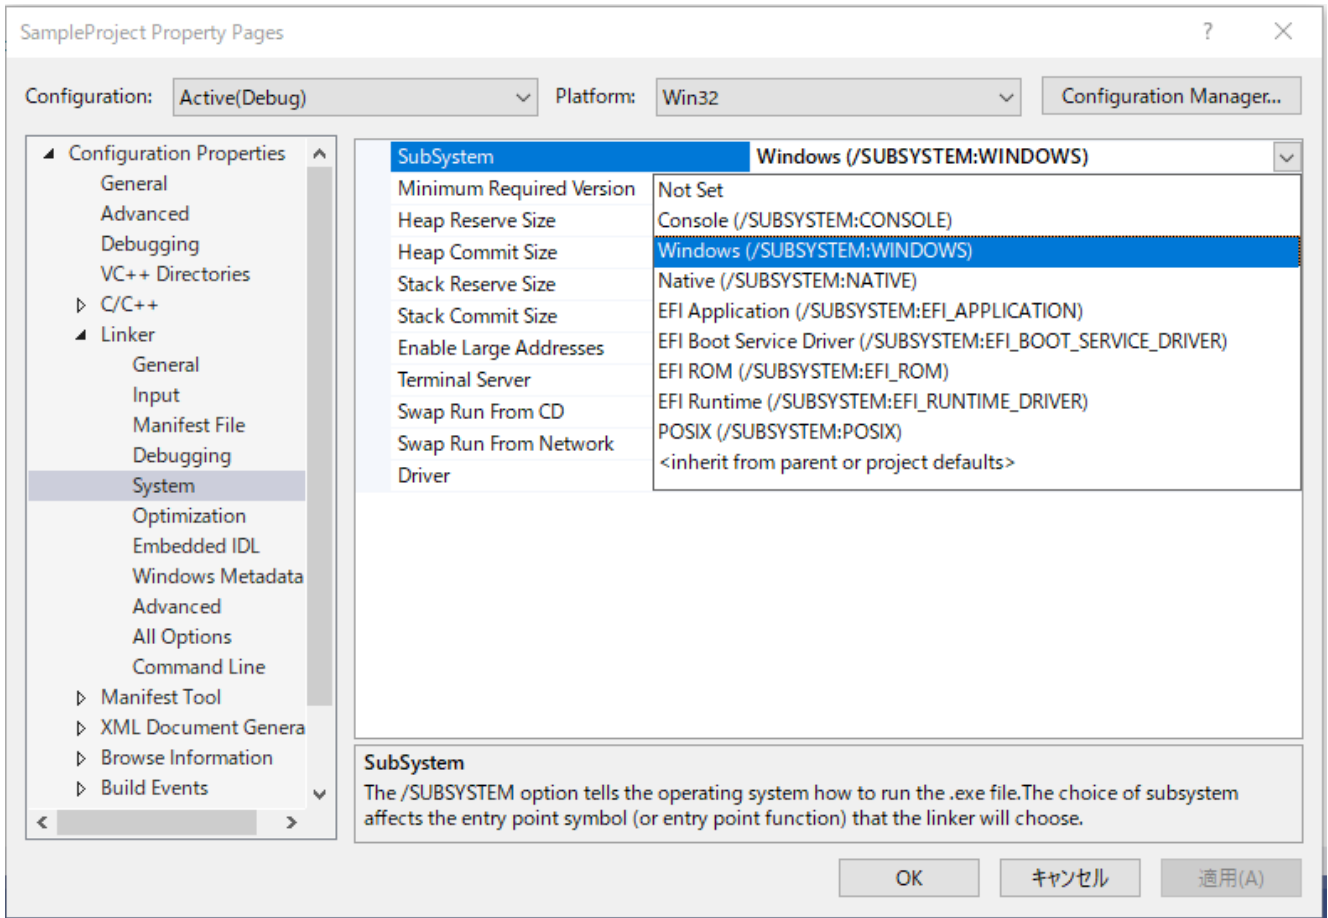 SampleProject Property Pages
Configuration: Active(Debug) Platform: Win32 Configuration Manager...
Configuration Properties
General
Advanced
Debugging
VC++ Directories
C/C++
Linker
General
Input
Manifest File
Debugging
System
Optimization
Embedded IDL
Windows Metadata
Advanced
All Options
Command Line
Manifest Tool
XML Document Genera
Browse Information
Build Events
SubSystem Windows (/SUBSYSTEM:WINDOWS)
Minimum Required Version
Heap Reserve Size
Heap Commit Size
Stack Reserve Size
Stack Commit Size
Enable Large Addresses
Terminal Server
Swap Run From CD
Swap Run From Network
Driver
Not Set
Console (/SUBSYSTEM:CONSOLE)
Windows (/SUBSYSTEM:WINDOWS)
Native (/SUBSYSTEM:NATIVE)
EFI Application (/SUBSYSTEM:EFI_APPLICATION)
EFI Boot Service Driver (/SUBSYSTEM:EFI_BOOT_SERVICE_DRIVER)
EFI ROM (/SUBSYSTEM:EFI_ROM)
EFI Runtime (/SUBSYSTEM:EFI_RUNTIME_DRIVER)
POSIX (/SUBSYSTEM:POSIX)
<inherit from parent or project defaults>
SubSystem
The /SUBSYSTEM option tells the operating system how to run the .exe file.The choice of subsystem
affects the entry point symbol (or entry point function) that the linker will choose.
OK キャンセル 適用(A)